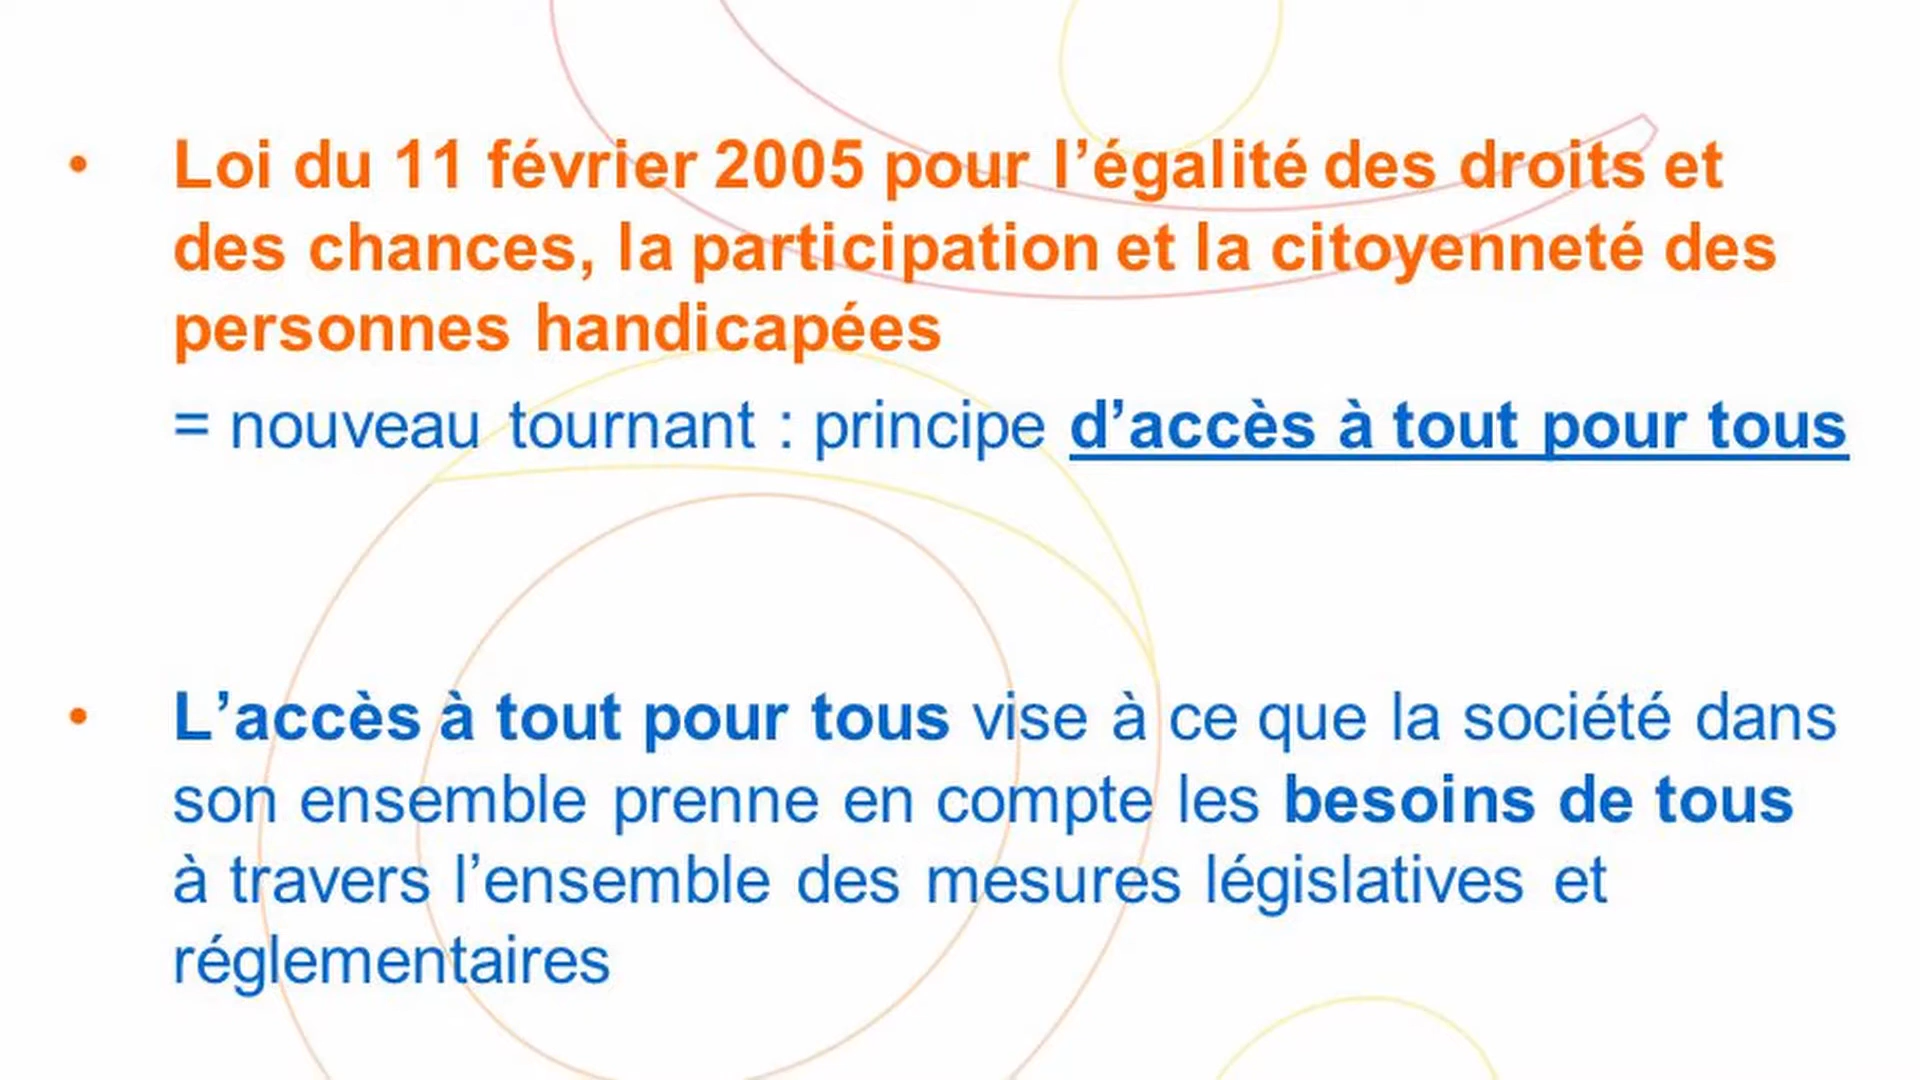 • Loi du 11 février 2005 pour l’égalité des droits et
des chances, la participation et la citoyenneté des
personnes handicapées
= nouveau tournant : principe d’accès à tout pour tous
• L’accès à tout pour tous vise à ce que la société dans
son ensemble prenne en compte les besoins de tous
à travers l’ensemble des mesures législatives et
réglementaires